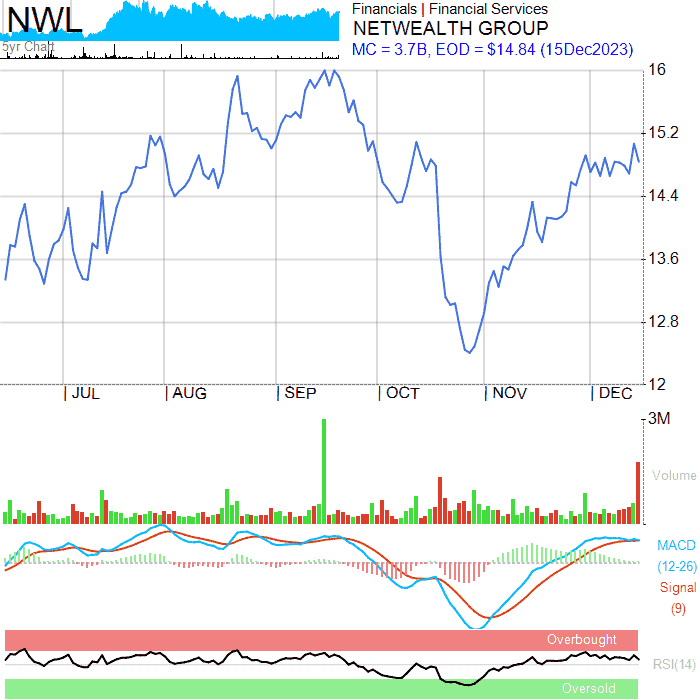 NWL
5yr Chart
Financials | Financial Services
NETWEALTH GROUP
MC = 3.7B, EOD = $14.84 (15Dec2023)
16
15.2
14.4
13.6
12.8
12
JUL AUG SEP OCT NOV DEC
3M
Volume
MACD
(12-26)
Signal
(9)
Overbought
RSI(14)
Oversold